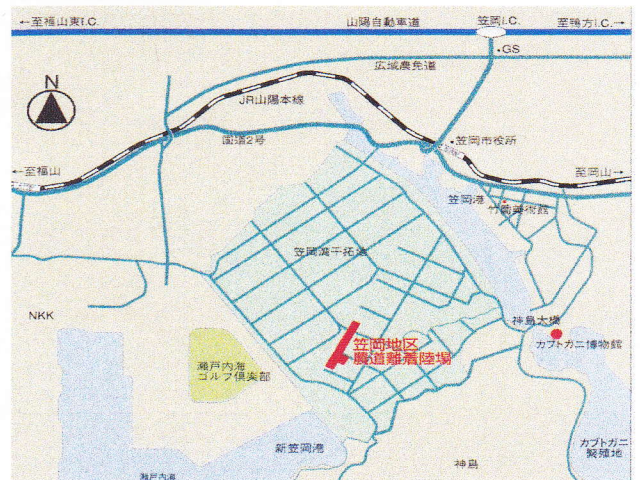 ←至福山東I.C.
山陽自動車道
笠岡I.C.
至鴨方I.C.→
•GS
広域農免道
N
JR山陽本線
国道2号
•笠岡市役所
←至福山
至岡山→
笠岡港
竹喬美術館
笠岡湾干拓地
NKK
神島大橋
笠岡地区
農道離着陸場
カブトガニ博物館
瀬戸内海
ゴルフ倶楽部
新笠岡港
カブトガニ
繁殖地
神島
瀬戸内海